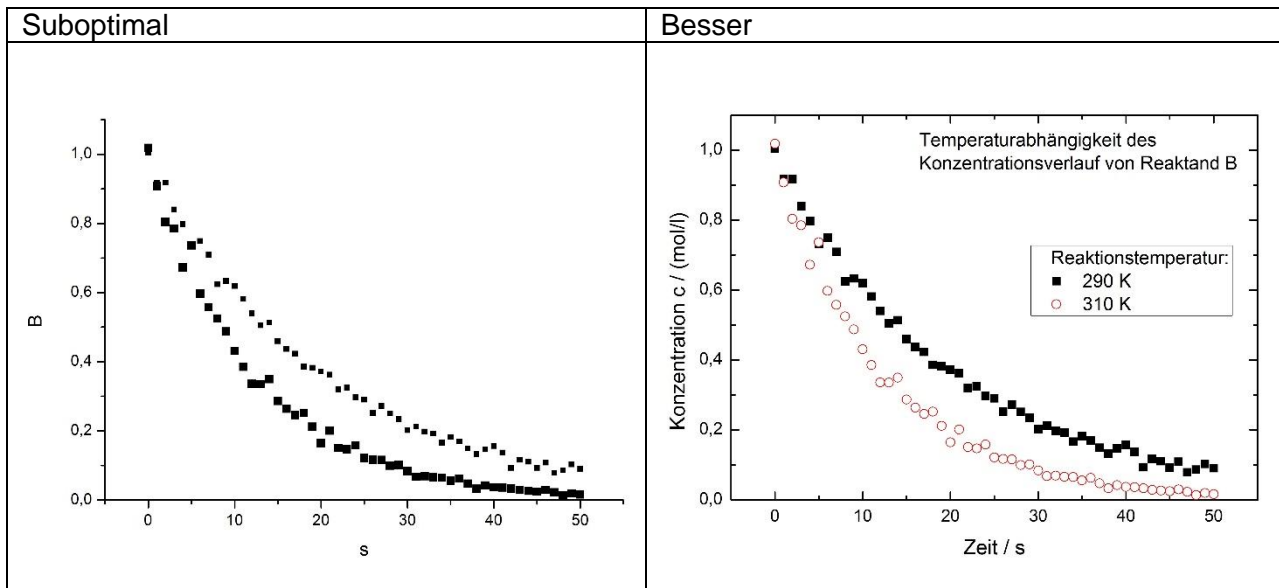 Suboptimal
Besser
1,0
0,8
0,6
0,4
0,2
0,0
B
0
10
20
30
40
50
s
Temperaturabhängigkeit des
Konzentrationsverlauf von Reaktand B
Reaktionstemperatur:
290 K
310 K
1,0
0,8
0,6
0,4
0,2
0,0
Konzentration c / (mol/l)
0
10
20
30
40
50
Zeit / s